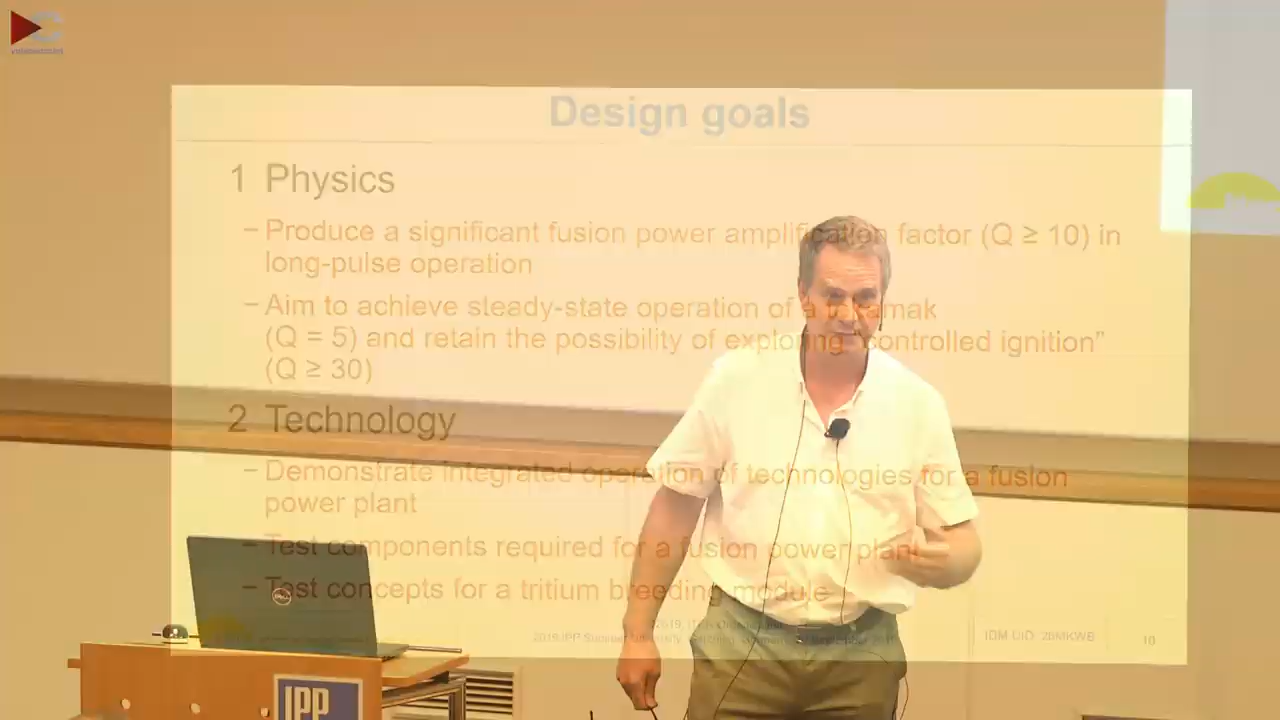 Design goals
1 Physics
– Produce a significant fusion power amplification factor (Q ≥ 10) in
long-pulse operation
– Aim to achieve steady-state operation of a tokamak
(Q = 5) and retain the possibility of exploring "controlled ignition”
(Q ≥ 30)
2 Technology
– Demonstrate integrated operation of technologies for a fusion
power plant
– Test components required for a fusion power plant
– Test concepts for a tritium breeding module
IDM UID: 28MKWB
10
DELL
IPP